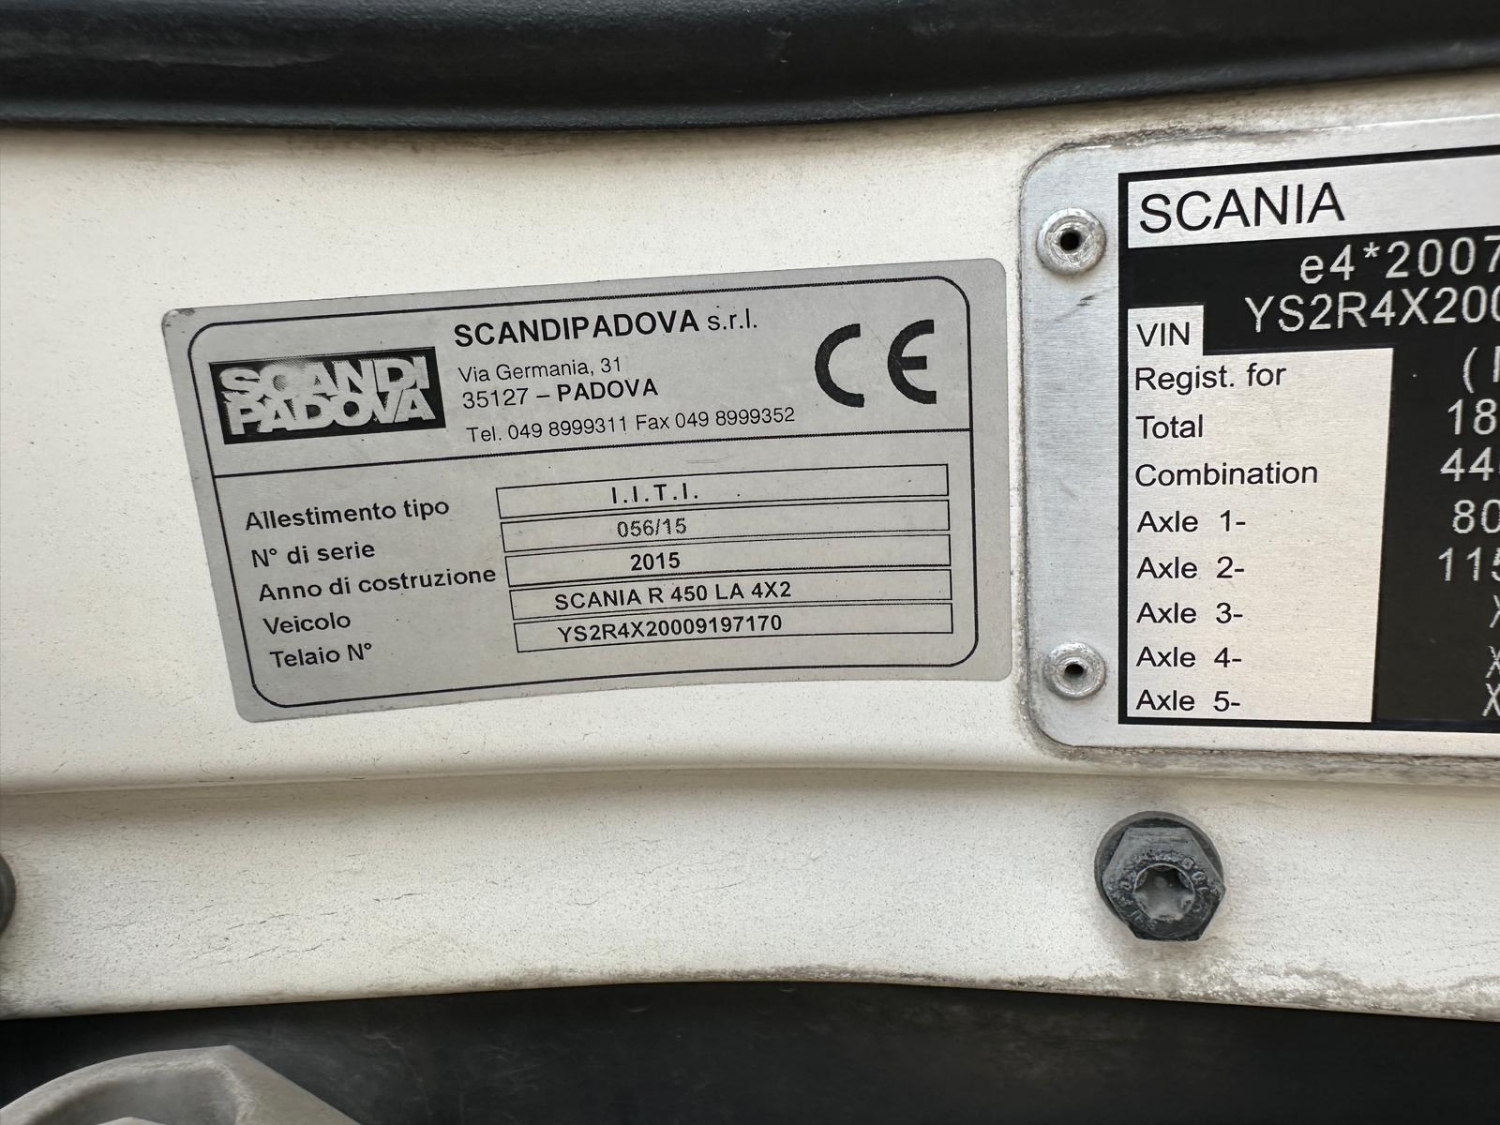 SCANDI
PADOVA
SCANDIPADOVA s.r.l.
Via Germania, 31
35127 – PADOVA
Tel. 049 8999311 Fax 049 8999352
CE
Allestimento tipo I.I.T.I.
N° di serie 056/15
Anno di costruzione 2015
Veicolo SCANIA R 450 LA 4X2
Telaio N° YS2R4X20009197170
SCANIA
e4*2007
VIN YS2R4X200
Regist. for (
Total 18
Combination 44
Axle 1- 80
Axle 2- 115
Axle 3- X
Axle 4- X
Axle 5- X